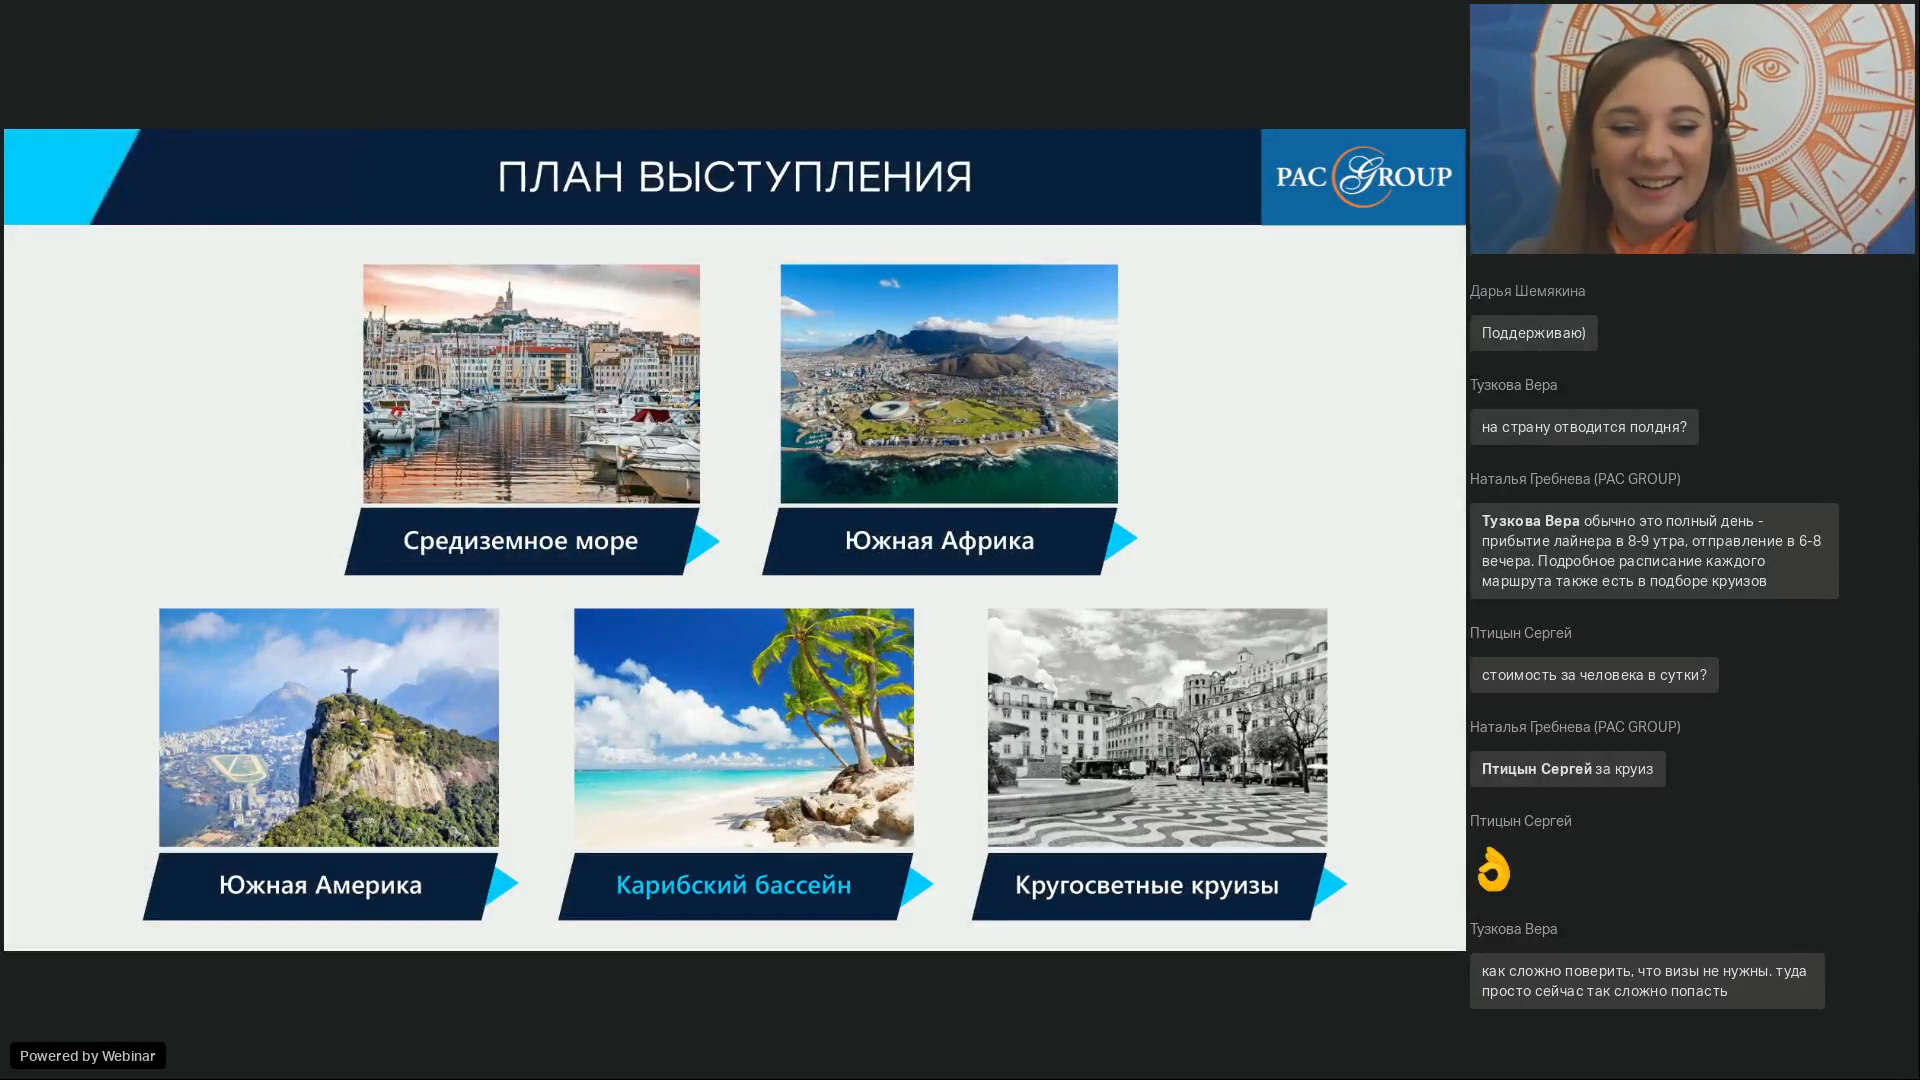 ПЛАН ВЫСТУПЛЕНИЯ
PAC GROUP
Средиземное море
Южная Африка
Южная Америка
Карибский бассейн
Кругосветные круизы
Дарья Шемякина
Поддерживаю)
Тузкова Вера
на страну отводится полдня?
Наталья Гребнева (PAC GROUP)
Тузкова Вера обычно это полный день -
прибытие лайнера в 8-9 утра, отправление в 6-8
вечера. Подробное расписание каждого
маршрута также есть в подборе круизов
Птицын Сергей
стоимость за человека в сутки?
Наталья Гребнева (PAC GROUP)
Птицын Сергей за круиз
Птицын Сергей
Тузкова Вера
как сложно поверить, что визы не нужны. туда
просто сейчас так сложно попасть
Powered by Webinar